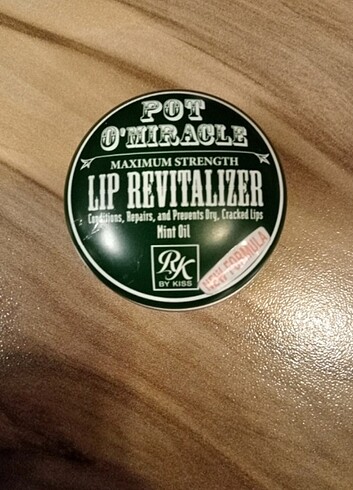 POT
O'MIRACLE
MAXIMUM STRENGTH
LIP REVITALIZER
Conditions, Repairs, and Prevents Dry, Cracked Lips
Mint Oil
RK
BY KISS
NEW FORMULA